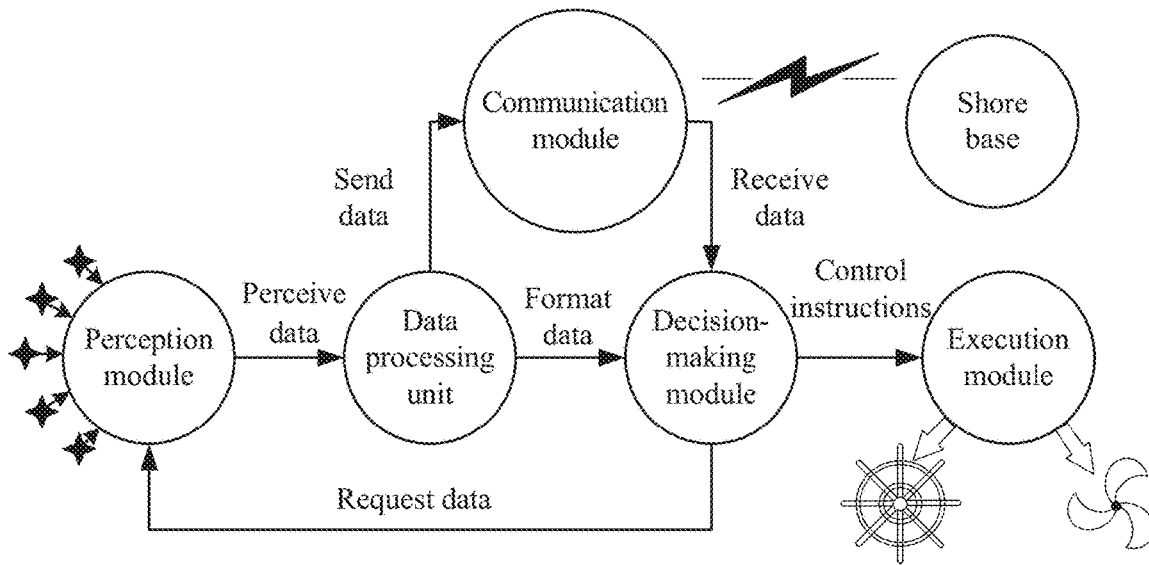 Communication
module
Shore
base
Send
data
Receive
data
Perception
module
Perceive
data
Data
processing
unit
Format
data
Decision-
making
module
Control
instructions
Execution
module
Request data